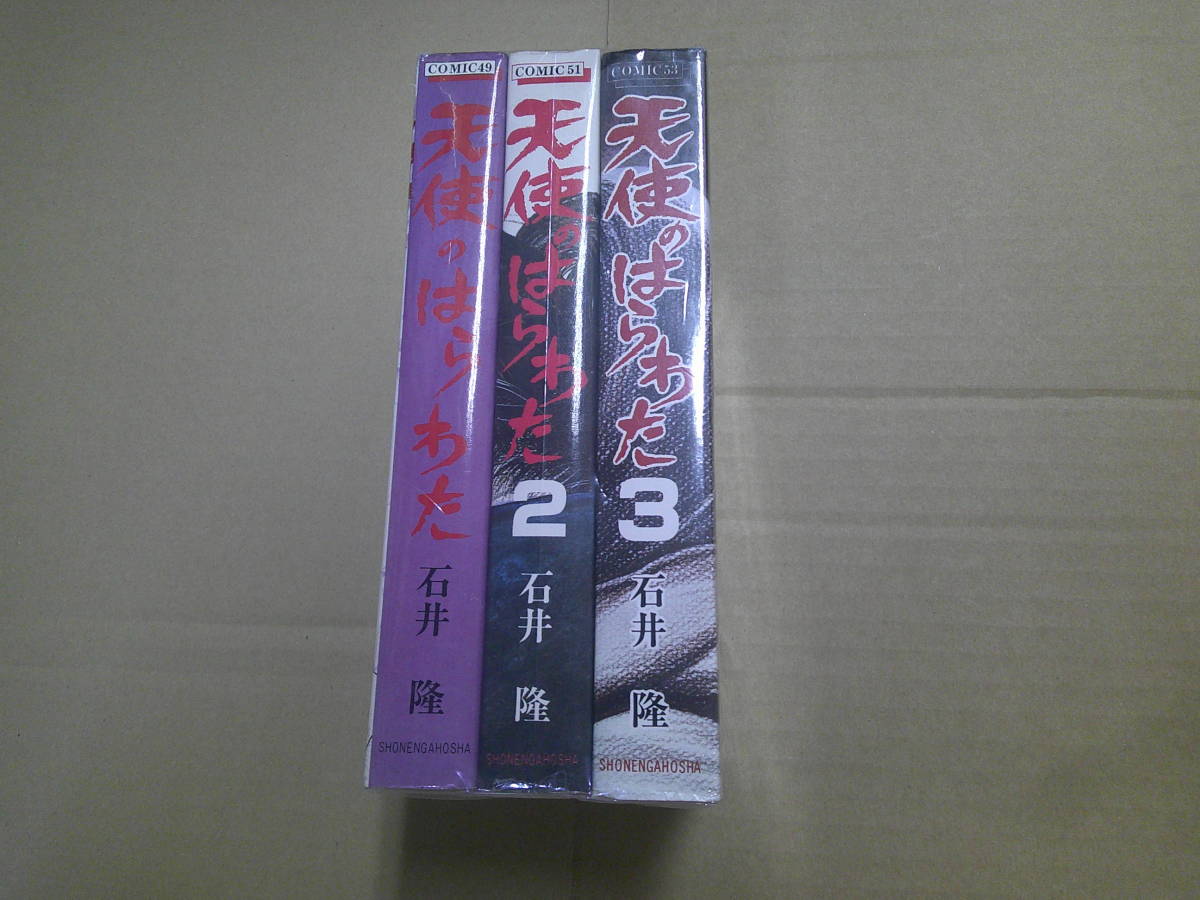 COMIC49
天使のはらわた
石井 隆
SHONENGAHOSHA
COMIC51
天使のはらわた
2
石井 隆
SHONENGAHOSHA
COMIC53
天使のはらわた
3
石井 隆
SHONENGAHOSHA